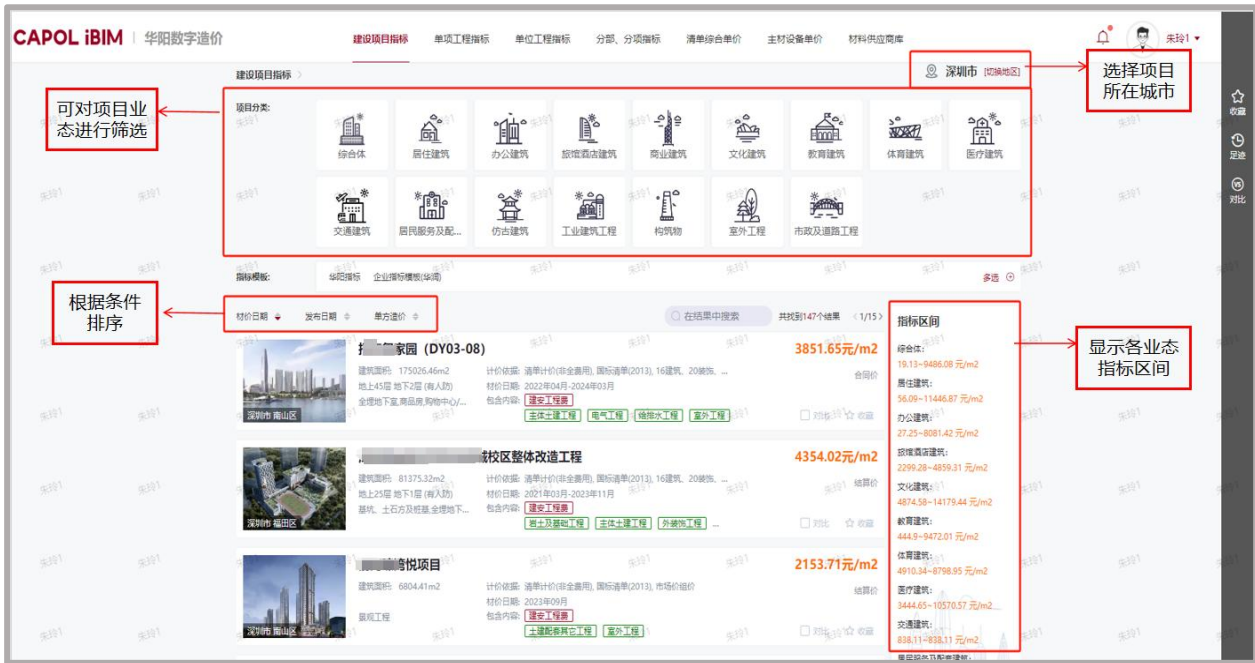 CAPOL iBIM 华阳数字造价
建设项目指标 单项工程指标 单位工程指标 分部、分项指标 清单综合单价 主材设备单价 材料供应商库
朱玲1
建设项目指标 >
深圳市 [切换地区]
选择项目所在城市
可对项目业态进行筛选
收藏
足迹
VS
对比
项目分类:
综合体 居住建筑 办公建筑 旅馆酒店建筑 商业建筑 文化建筑 教育建筑 体育建筑 医疗建筑
交通建筑 居民服务及配... 仿古建筑 工业建筑工程 构筑物 室外工程 市政及道路工程
指标模板: 华阳指标 企业指标模板(华阳) 多选
根据条件排序
材价日期 发布日期 单方造价 在结果中搜索 共找到147个结果 <1/15>
家园(DY03-08) 3851.65元/m2
建筑面积: 175026.46m2 计价依据: 清单计价(非全费用), 国标清单(2013), 16建筑、20装饰、...
合同价
地上45层 地下2层 (有人防) 材价日期: 2022年04月-2024年03月
全埋地下室,商品房,购物中心/... 包含内容: 建安工程费
主体土建工程 电气工程 给排水工程 室外工程
对比 收藏
深圳市 南山区
城校区整体改造工程 4354.02元/m2
建筑面积: 81375.32m2 计价依据: 清单计价(非全费用), 国标清单(2013), 16建筑、20装饰、...
结算价
地上25层 地下1层 (有人防) 材价日期: 2021年03月-2023年11月
基坑、土石方及桩基,全埋地下... 包含内容: 建安工程费
岩土及基础工程 主体土建工程 外装饰工程 ...
对比 收藏
深圳市 福田区
悦项目 2153.71元/m2
建筑面积: 6804.41m2 计价依据: 清单计价(非全费用), 国标清单(2013), 市场价组价
结算价
材价日期: 2023年09月
景观工程 包含内容: 建安工程费
土建配套其它工程 室外工程
对比 收藏
深圳市 南山区
指标区间
综合体:
19.13~9486.08 元/m2
居住建筑:
56.09~11446.87 元/m2
办公建筑:
27.25~8081.42 元/m2
旅馆酒店建筑:
2299.28~4859.31 元/m2
文化建筑:
4874.58~14179.44 元/m2
教育建筑:
444.9~9472.01 元/m2
体育建筑:
4910.34~8798.95 元/m2
医疗建筑:
3444.65~10570.57 元/m2
交通建筑:
838.11~838.11 元/m2
居民服务及配套建筑:
显示各业态指标区间